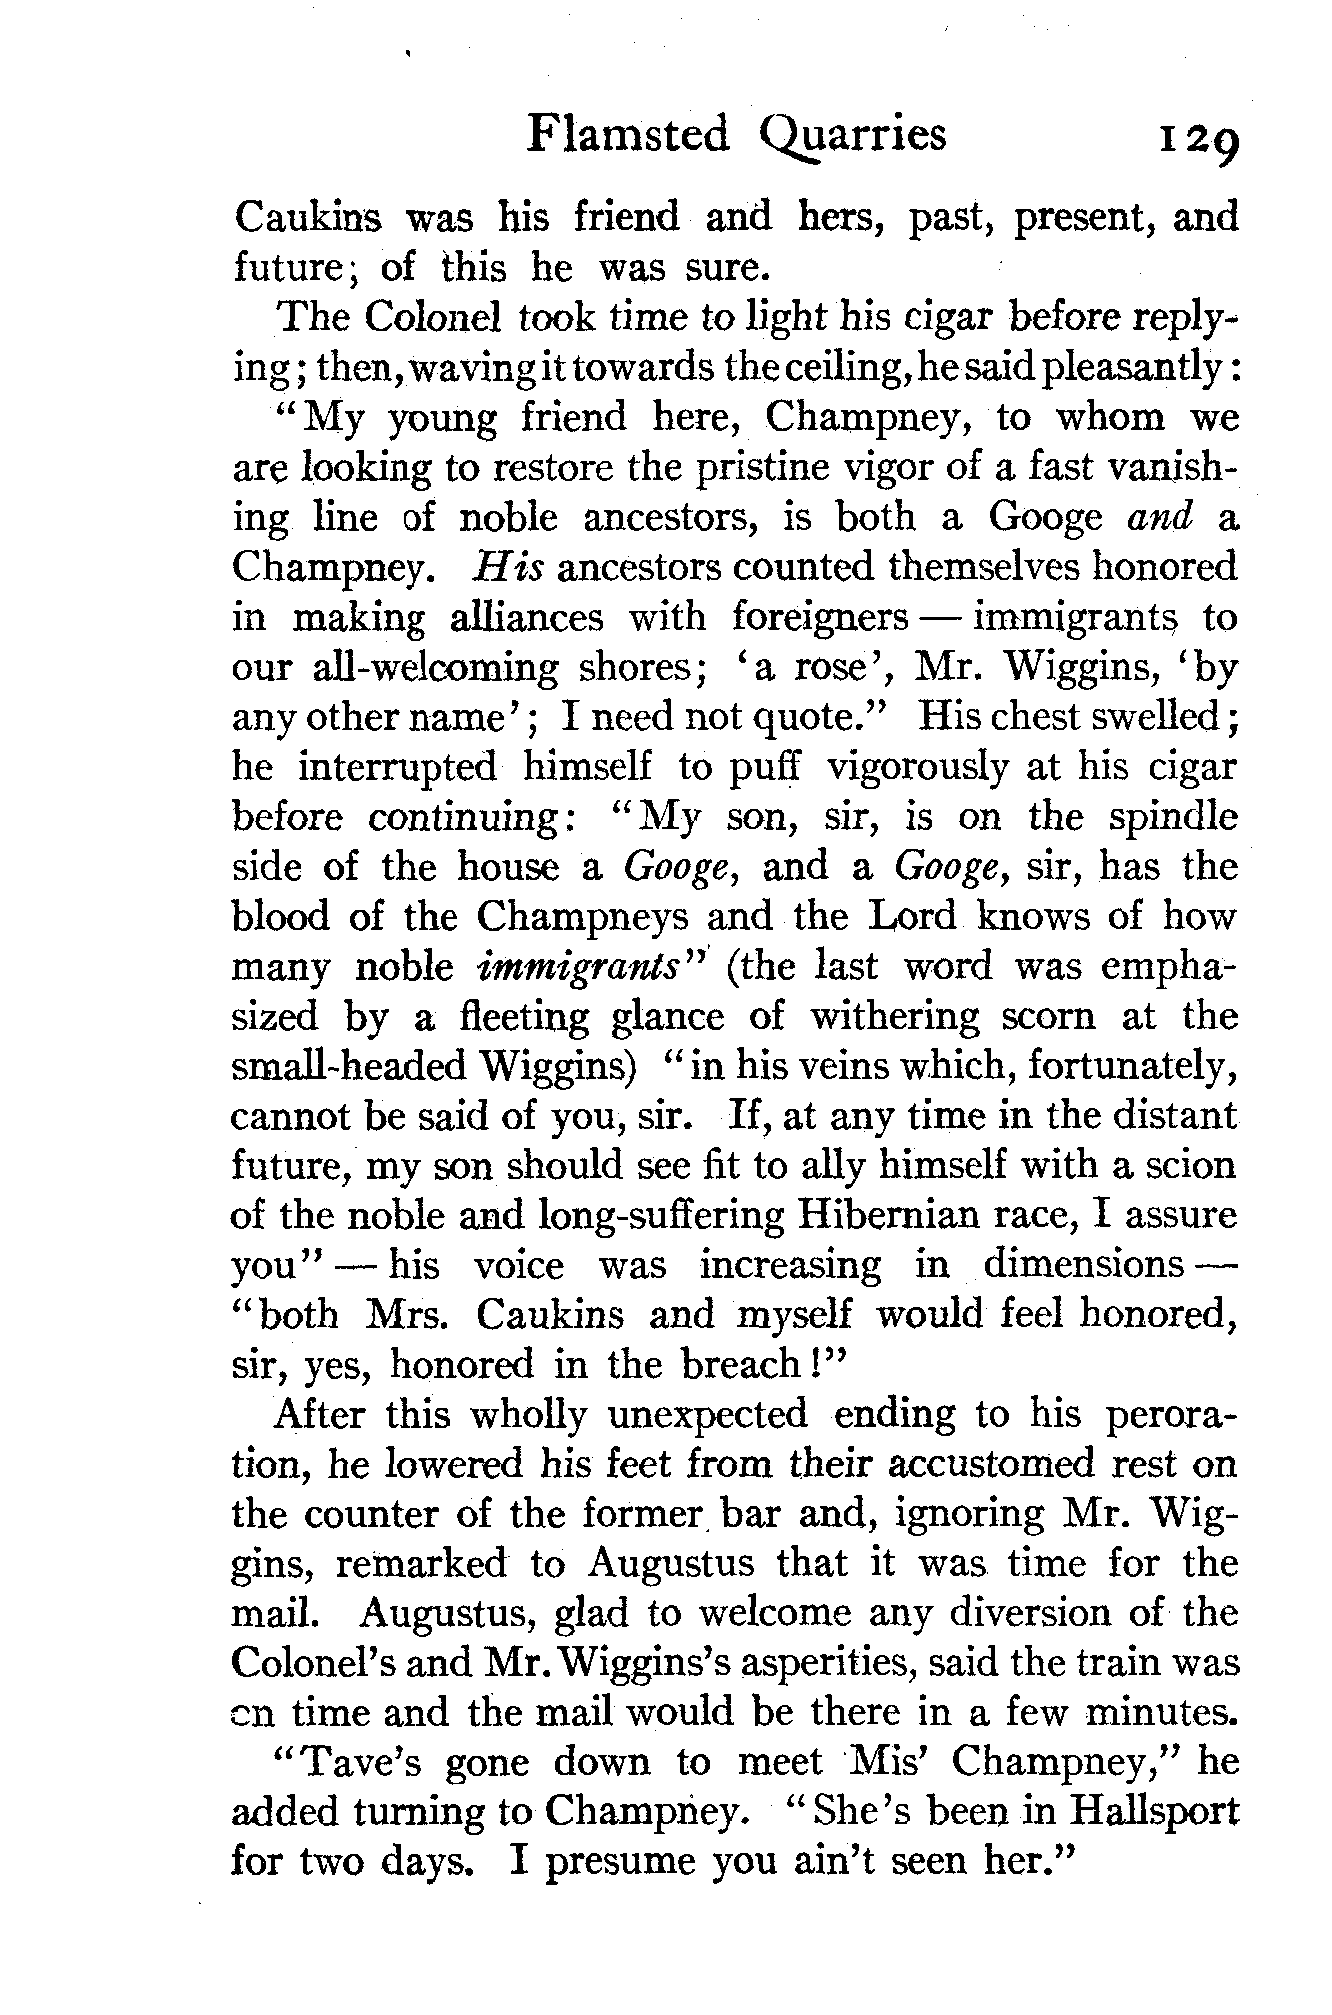 Flamsted Quarries 129
Caukins was his friend and hers, past, present, and
future; of this he was sure.
The Colonel took time to light his cigar before reply-
ing; then, waving it towards the ceiling, he said pleasantly:
"My young friend here, Champney, to whom we
are looking to restore the pristine vigor of a fast vanish-
ing line of noble ancestors, is both a Googe and a
Champney. His ancestors counted themselves honored
in making alliances with foreigners — immigrants to
our all-welcoming shores; 'a rose', Mr. Wiggins, 'by
any other name'; I need not quote." His chest swelled;
he interrupted himself to puff vigorously at his cigar
before continuing: "My son, sir, is on the spindle
side of the house a Googe, and a Googe, sir, has the
blood of the Champneys and the Lord knows of how
many noble immigrants" (the last word was empha-
sized by a fleeting glance of withering scorn at the
small-headed Wiggins) "in his veins which, fortunately,
cannot be said of you, sir. If, at any time in the distant
future, my son should see fit to ally himself with a scion
of the noble and long-suffering Hibernian race, I assure
you" — his voice was increasing in dimensions —
"both Mrs. Caukins and myself would feel honored,
sir, yes, honored in the breach!"
After this wholly unexpected ending to his perora-
tion, he lowered his feet from their accustomed rest on
the counter of the former bar and, ignoring Mr. Wig-
gins, remarked to Augustus that it was time for the
mail. Augustus, glad to welcome any diversion of the
Colonel's and Mr. Wiggins's asperities, said the train was
on time and the mail would be there in a few minutes.
"Tave's gone down to meet Mis' Champney," he
added turning to Champney. "She's been in Hallsport
for two days. I presume you ain't seen her."